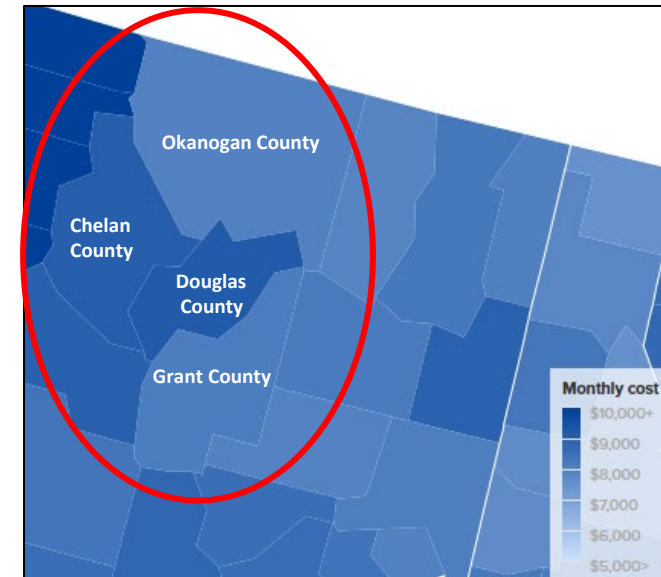 Okanogan County
Chelan
County
Douglas
County
Grant County
Monthly cost
$10,000+
$9,000
$8,000
$7,000
$6,000
$5,000>